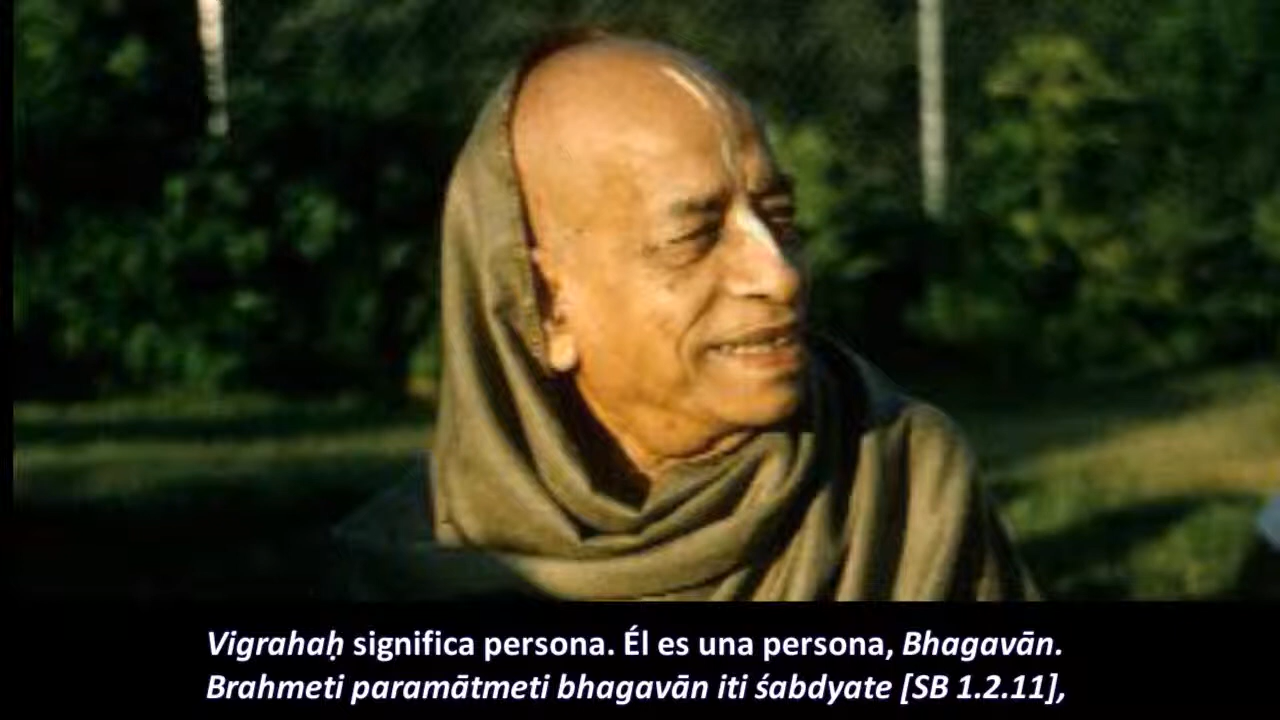 Vigrahaḥ significa persona. Él es una persona, Bhagavān.
Brahmeti paramātmeti bhagavān iti śabdyate [SB 1.2.11],